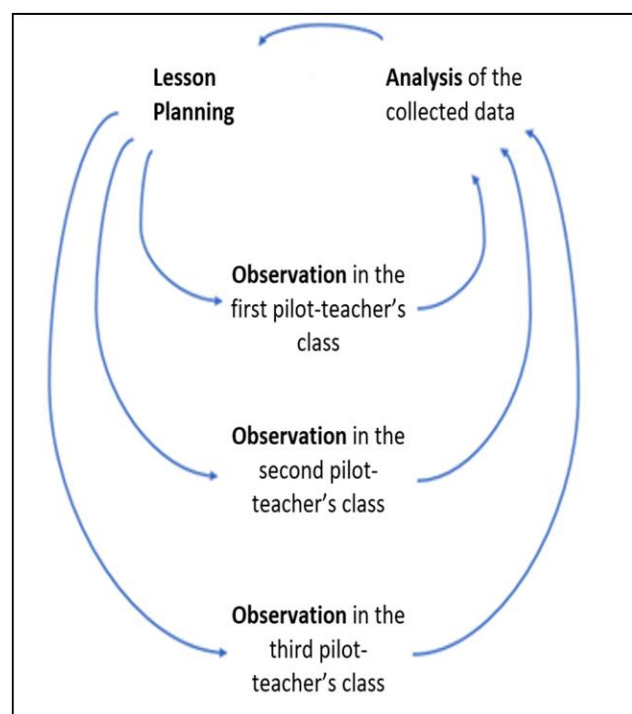 Lesson
Planning
Analysis of the
collected data
Observation in the
first pilot-teacher’s
class
Observation in the
second pilot-
teacher’s class
Observation in the
third pilot-
teacher’s class